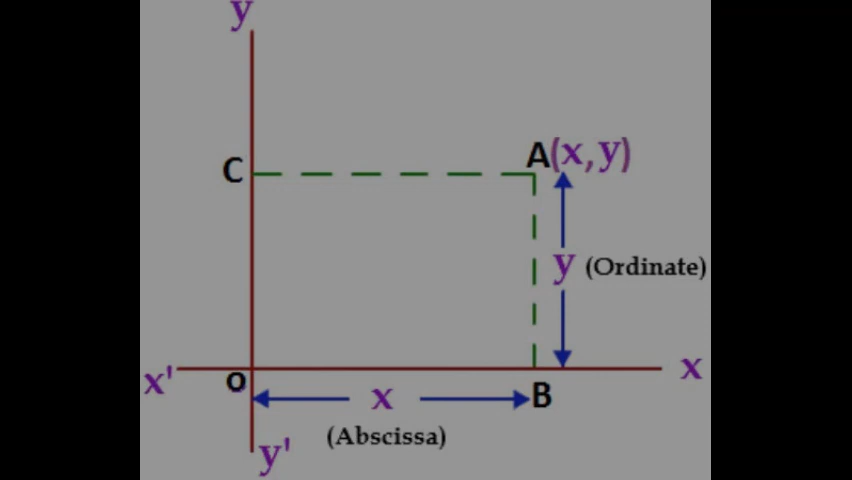 y
C
A(x,y)
y (Ordinate)
x'
o
x
B
x
(Abscissa)
y'